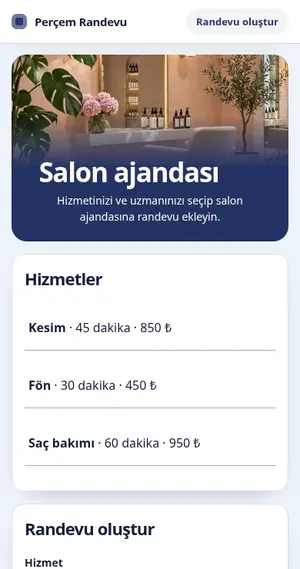 Perçem Randevu
Randevu oluştur
Salon ajandası
Hizmetinizi ve uzmanınızı seçip salon
ajandasına randevu ekleyin.
Hizmetler
Kesim · 45 dakika · 850 ₺
Fön · 30 dakika · 450 ₺
Saç bakımı · 60 dakika · 950 ₺
Randevu oluştur
Hizmet